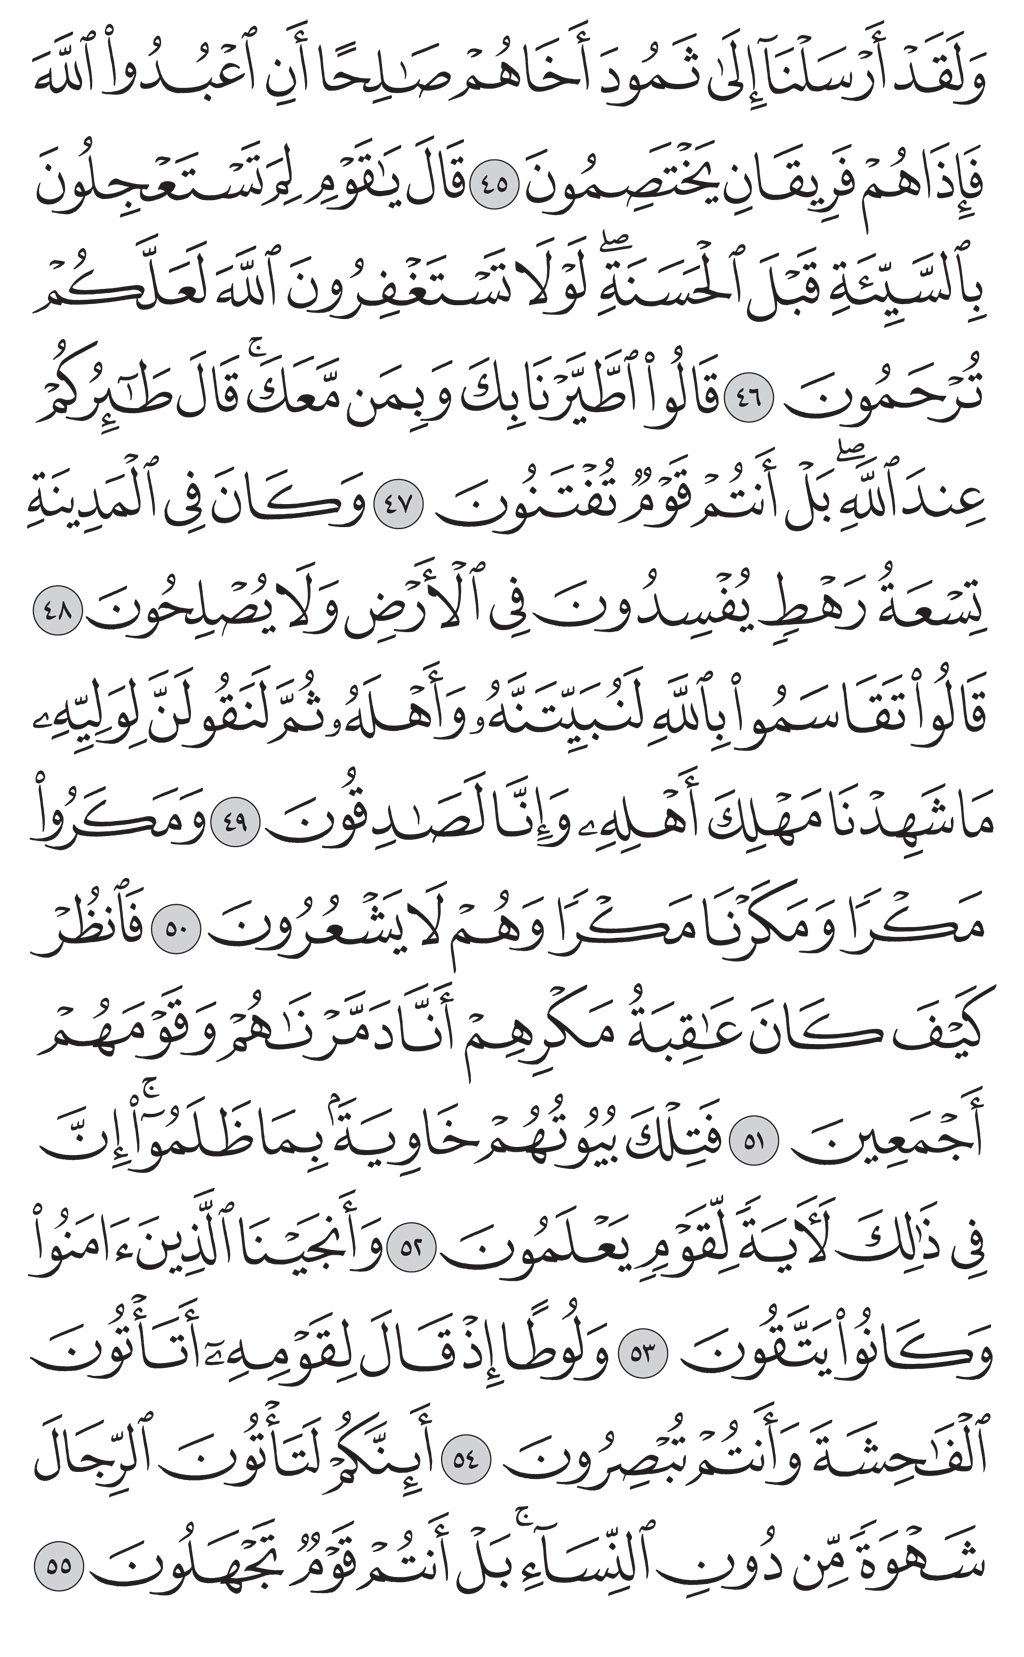 وَلَقَدْ أَرْسَلْنَآ إِلَىٰ ثَمُودَ أَخَاهُمْ صَـٰلِحًا أَنِ ٱعْبُدُوا۟ ٱللَّهَ
فَإِذَا هُمْ فَرِيقَانِ يَخْتَصِمُونَ ٤٥ قَالَ يَـٰقَوْمِ لِمَ تَسْتَعْجِلُونَ
بِٱلسَّيِّئَةِ قَبْلَ ٱلْحَسَنَةِ ۖ لَوْلَا تَسْتَغْفِرُونَ ٱللَّهَ لَعَلَّكُمْ
تُرْحَمُونَ ٤٦ قَالُوا۟ ٱطَّيَّرْنَا بِكَ وَبِمَن مَّعَكَ ۚ قَالَ طَـٰٓئِرُكُمْ
عِندَ ٱللَّهِ ۖ بَلْ أَنتُمْ قَوْمٌ تُفْتَنُونَ ٤٧ وَكَانَ فِى ٱلْمَدِينَةِ
تِسْعَةُ رَهْطٍ يُفْسِدُونَ فِى ٱلْأَرْضِ وَلَا يُصْلِحُونَ ٤٨
قَالُوا۟ تَقَاسَمُوا۟ بِٱللَّهِ لَنُبَيِّتَنَّهُۥ وَأَهْلَهُۥ ثُمَّ لَنَقُولَنَّ لِوَلِيِّهِۦ
مَا شَهِدْنَا مَهْلِكَ أَهْلِهِۦ وَإِنَّا لَصَـٰدِقُونَ ٤٩ وَمَكَرُوا۟
مَكْرًا وَمَكَرْنَا مَكْرًا وَهُمْ لَا يَشْعُرُونَ ٥٠ فَٱنظُرْ
كَيْفَ كَانَ عَـٰقِبَةُ مَكْرِهِمْ أَنَّا دَمَّرْنَـٰهُمْ وَقَوْمَهُمْ
أَجْمَعِينَ ٥١ فَتِلْكَ بُيُوتُهُمْ خَاوِيَةًۢ بِمَا ظَلَمُوٓا۟ ۚ إِنَّ
فِى ذَٰلِكَ لَـَٔايَةً لِّقَوْمٍ يَعْلَمُونَ ٥٢ وَأَنجَيْنَا ٱلَّذِينَ ءَامَنُوا۟
وَكَانُوا۟ يَتَّقُونَ ٥٣ وَلُوطًا إِذْ قَالَ لِقَوْمِهِۦٓ أَتَأْتُونَ
ٱلْفَـٰحِشَةَ وَأَنتُمْ تُبْصِرُونَ ٥٤ أَئِنَّكُمْ لَتَأْتُونَ ٱلرِّجَالَ
شَهْوَةً مِّن دُونِ ٱلنِّسَآءِ ۚ بَلْ أَنتُمْ قَوْمٌ تَجْهَلُونَ ٥٥